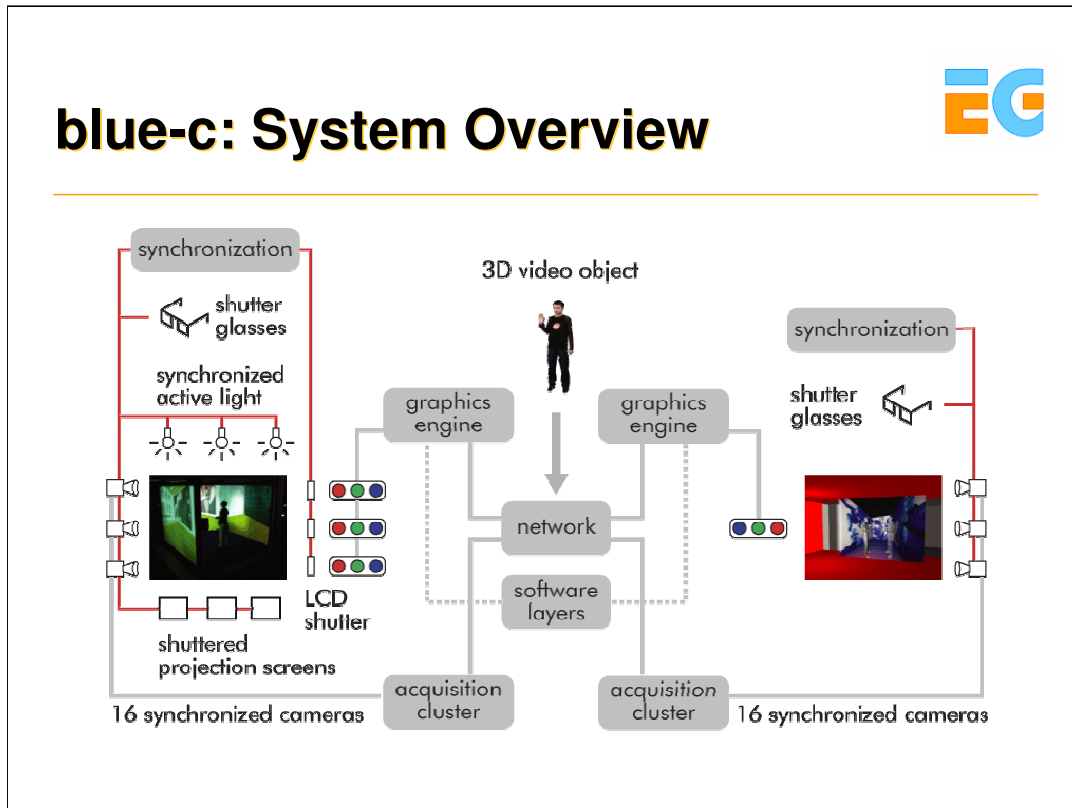 blue-c: System Overview
EG
synchronization
shutter
glasses
synchronized
active light
LCD
shutter
shuttered
projection screens
16 synchronized cameras
3D video object
graphics
engine
graphics
engine
network
software
layers
acquisition
cluster
acquisition
cluster
synchronization
shutter
glasses
16 synchronized cameras